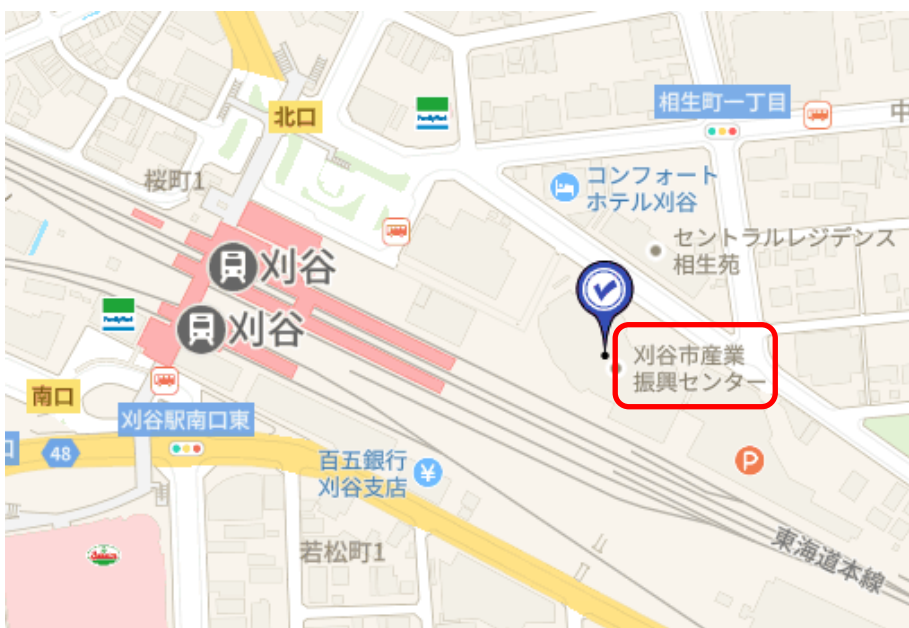 相生町一丁目
中
北口
FamilyMart
桜町1
コンフォート
ホテル刈谷
セントラルレジデンス
相生苑
刈谷
刈谷
FamilyMart
刈谷市産業
振興センター
南口
刈谷駅南口東
口
48
百五銀行
刈谷支店
¥
P
若松町1
東海道本線